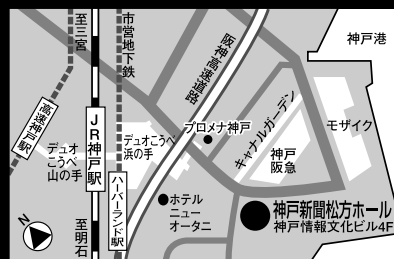 至三宮
市営地下鉄
阪神高速道路
神戸港
高速神戸駅
JR神戸駅
デュオ
こうべ
山の手
デュオこうべ
浜の手
プロメナ神戸
キャナルガーデン
神戸
阪急
モザイク
ハーバーランド駅
ホテル
ニュー
オータニ
神戸新聞松方ホール
神戸情報文化ビル4F
至明石
N